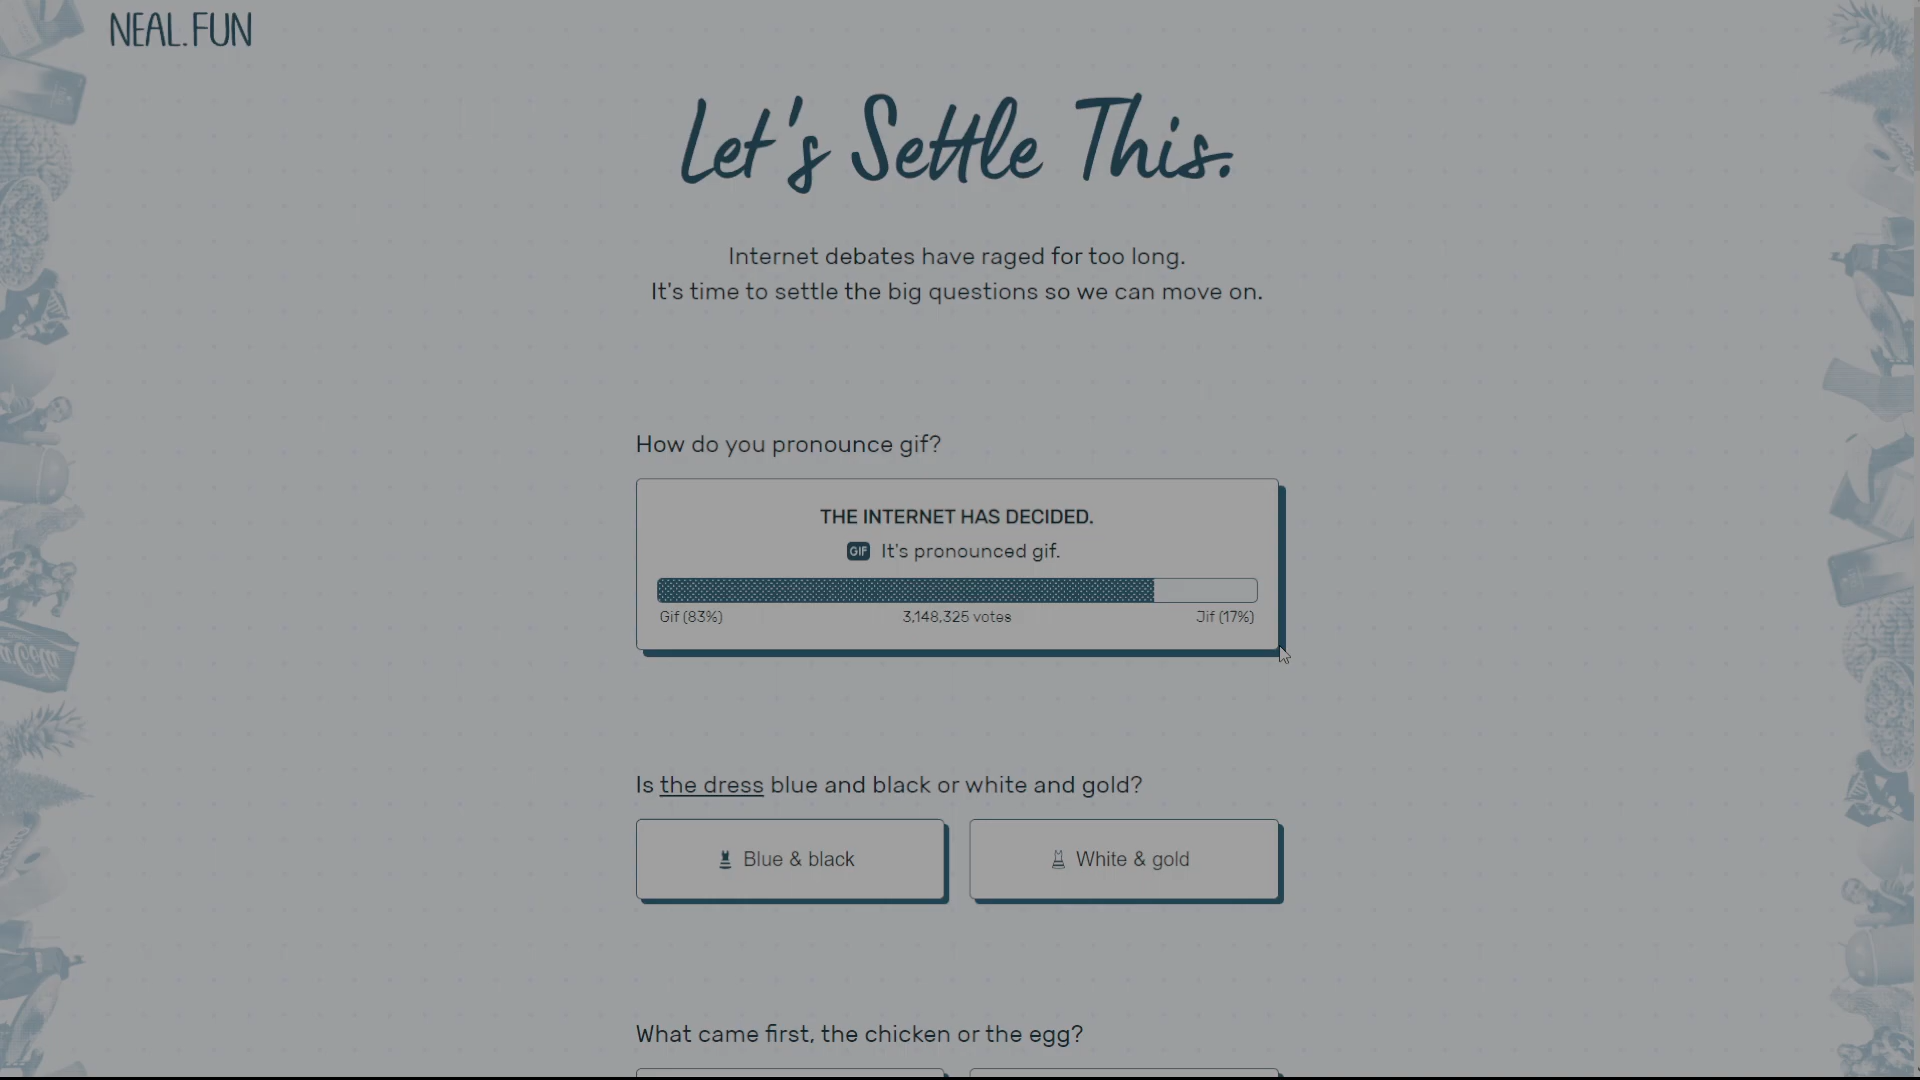 NEAL.FUN
Let's Settle This.
Internet debates have raged for too long.
It's time to settle the big questions so we can move on.
How do you pronounce gif?
THE INTERNET HAS DECIDED.
GIF It's pronounced gif.
Gif (83%) 3,148,325 votes Jif (17%)
Is the dress blue and black or white and gold?
Blue & black White & gold
What came first, the chicken or the egg?